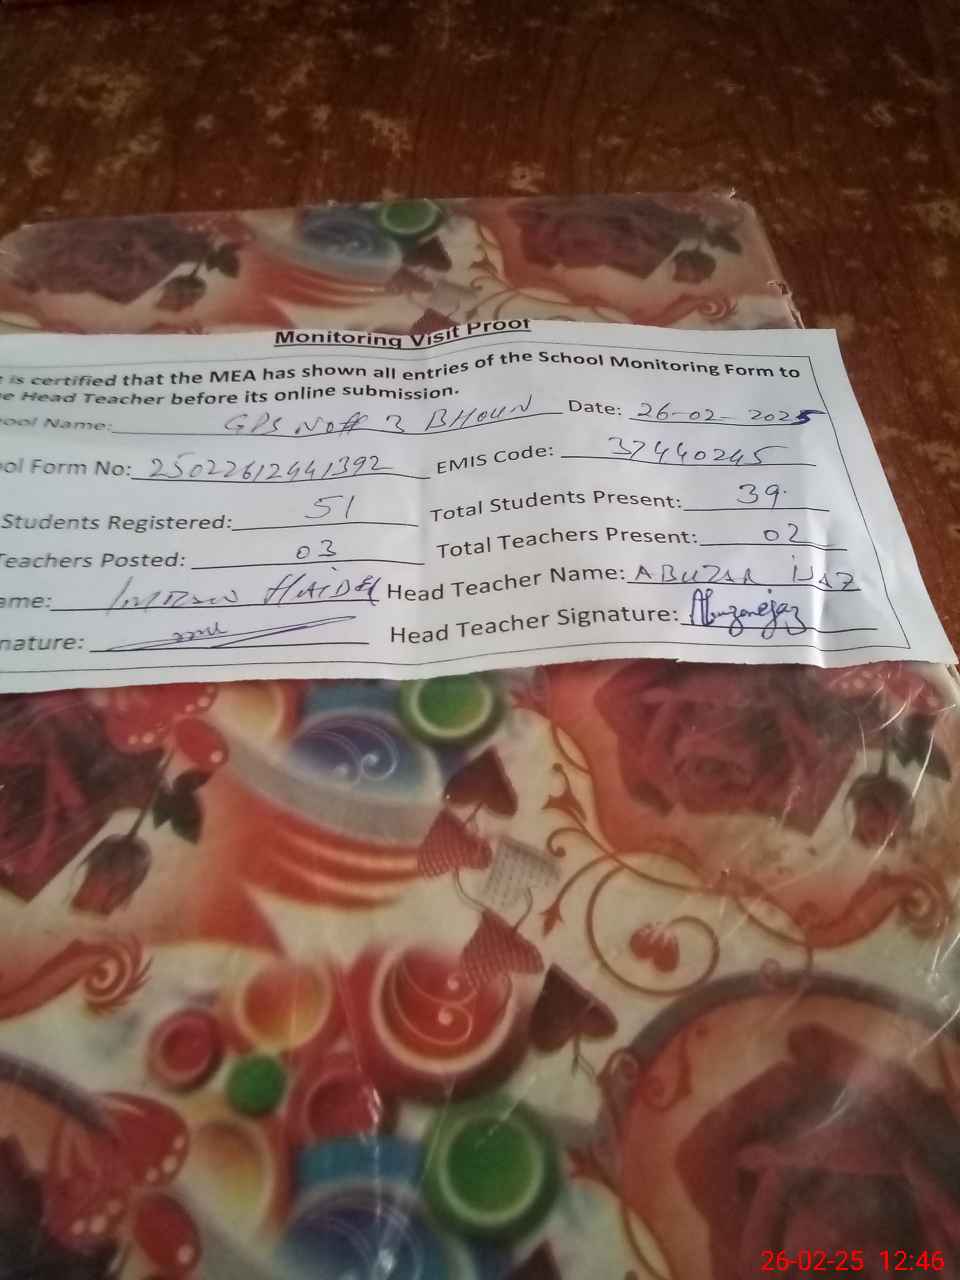 Monitoring Visit Proof
is certified that the MEA has shown all entries of the School Monitoring Form to
e Head Teacher before its online submission.
ool Name: GPS No# 3 BHOUN Date: 26-02-2025
ol Form No: 25022612441392 EMIS Code: 37440245
Students Registered: 51 Total Students Present: 39
Teachers Posted: 03 Total Teachers Present: 02
ame: IMRAN HAIDER Head Teacher Name: ABUZAR IJAZ
nature: Head Teacher Signature: Abuzarejaz
26-02-25 12:46